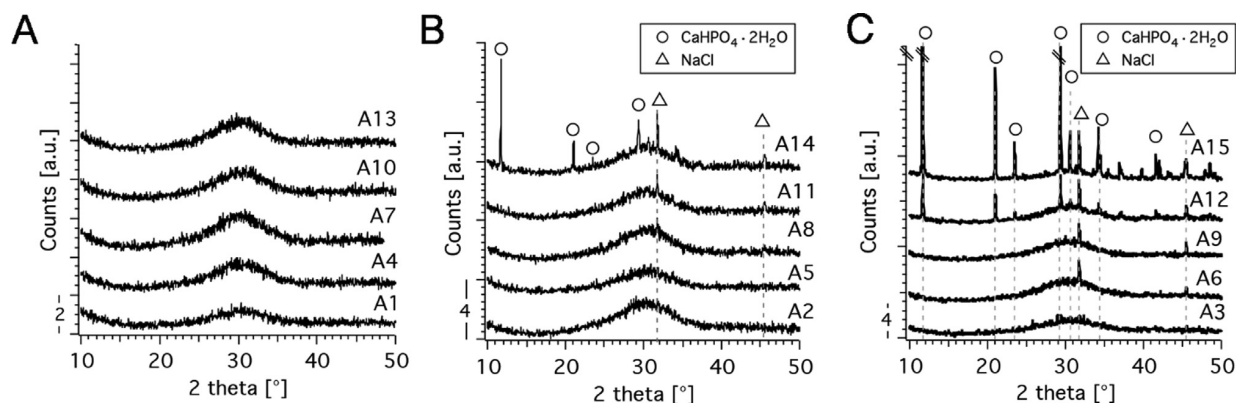 A
Counts [a.u.]
A13
A10
A7
A4
A1
2
10 20 30 40 50
2 theta [°]
B
○ CaHPO₄ · 2H₂O
△ NaCl
Counts [a.u.]
A14
A11
A8
A5
A2
4
10 20 30 40 50
2 theta [°]
C
○ CaHPO₄ · 2H₂O
△ NaCl
Counts [a.u.]
A15
A12
A9
A6
A3
4
10 20 30 40 50
2 theta [°]